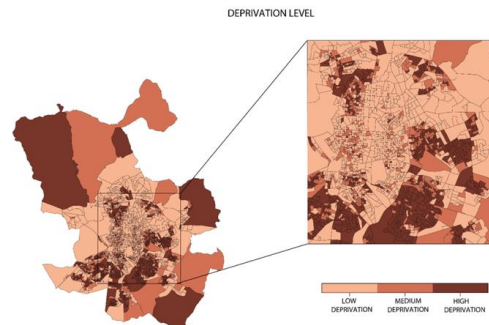 DEPRIVATION LEVEL
LOW
DEPRIVATION
MEDIUM
DEPRIVATION
HIGH
DEPRIVATION